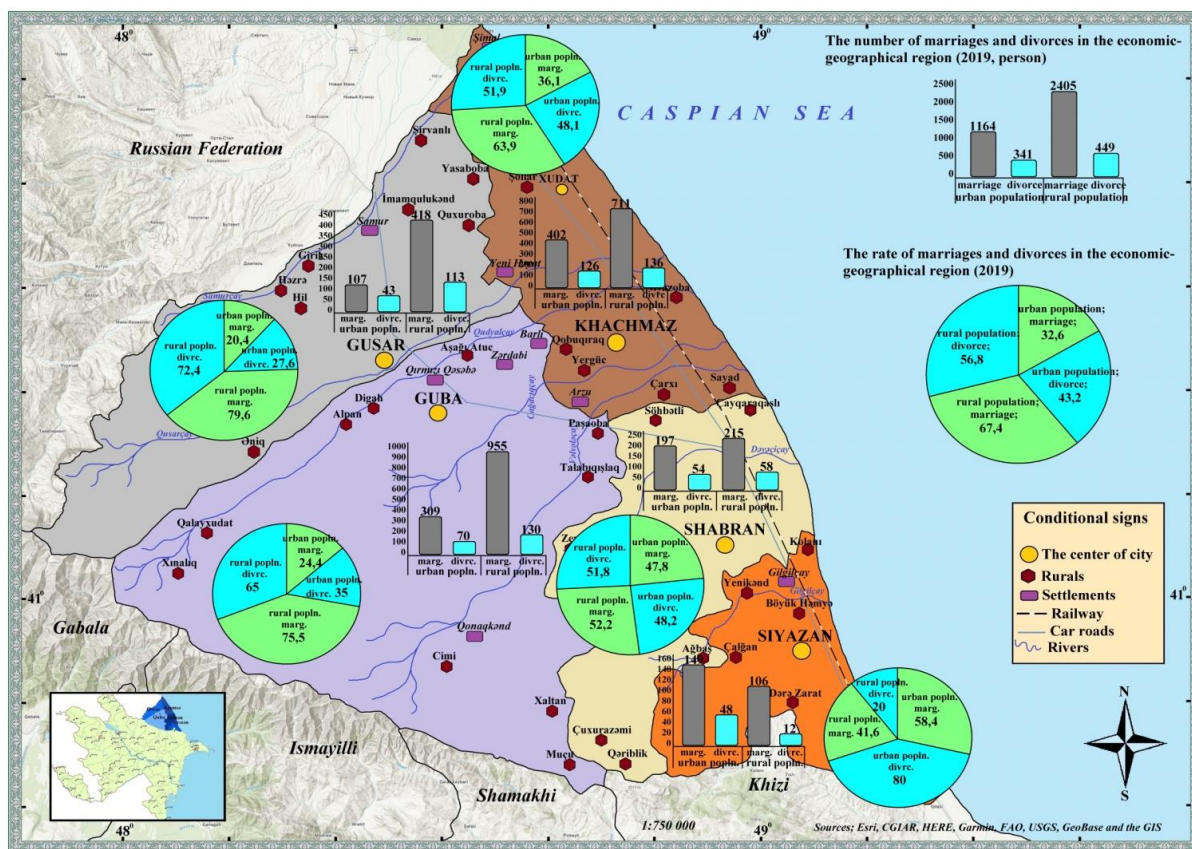 48
49
The number of marriages and divorces in the economic-
geographical region (2019, person)
2500
2000
1500
1000
500
0
1164
341
2405
449
marriage divorce marriage divorce
urban population rural population
The rate of marriages and divorces in the economic-
geographical region (2019)
urban population;
marriage;
32,6
urban population;
divorce;
43,2
rural population;
marriage;
67,4
rural population;
divorce;
56,8
CASPIAN SEA
Russian Federation
Şimal
urban popln.
marg.
36,1
urban popln.
divrc.
48,1
rural popln.
marg.
63,9
rural popln.
divrc.
51,9
Şirvanlı
Yasaboba
XUDAT
İmamqulukənd
Quxuroba
Samur
Girik
Həzrə
Hil
Samurçay
450
400
350
300
250
200
150
100
50
0
107
43
418
113
marg. divrc. marg. divrc.
urban popln. rural popln.
GUSAR
800
700
600
500
400
300
200
100
0
402
126
711
136
marg. divrc. marg. divrc
urban popln. rural popln.
KHACHMAZ
Qudyalçay
Barlı
Aşağı Atuc
Zərdabi
Qobuqıraq
Yergüc
Qırmızı Qəsəbə
GUBA
Digah
Alpan
Əniq
Qusarçay
Arzu
Çarxı
Sayad
Söhbətli
Çayqaraqaşlı
Paşaoba
Talabıqışlaq
Dəvəçiçay
urban popln.
marg.
20,4
urban popln.
divrc. 27,6
rural popln.
marg.
79,6
rural popln.
divrc.
72,4
1000
900
800
700
600
500
400
300
200
100
0
309
70
955
130
marg. divrc. marg. divrc.
urban popln. rural popln.
250
200
150
100
50
0
197
54
215
58
marg. divrc. marg. divrc.
urban popln. rural popln.
SHABRAN
Qalayxudat
Xınalıq
urban popln.
marg.
24,4
urban popln.
divrc. 35
rural popln.
marg.
75,5
rural popln.
divrc.
65
urban popln.
marg.
47,8
urban popln.
divrc.
48,2
rural popln.
marg.
52,2
rural popln.
divrc.
51,8
Kolanı
Gilgilçay
Gilgilçay
Yenikənd
Böyük Həmyə
SIYAZAN
Ağbaş
Çalğan
Dərə Zarat
Qonaqkənd
Cimi
Xaltan
Çuxurazəmi
Muçu
Qəriblik
160
140
120
100
80
60
40
20
0
48
106
12
marg. divrc. marg. divrc.
urban popln. rural popln.
urban popln.
marg.
58,4
urban popln.
divrc.
80
rural popln.
marg. 41,6
rural popln.
divrc.
20
Conditional signs
The center of city
Rurals
Settlements
Railway
Car roads
Rivers
N
S
41
41
Gabala
Ismayilli
Shamakhi
Khizi
1:750 000
48
49
Sources; Esri, CGIAR, HERE, Garmin, FAO, USGS, GeoBase and the GIS